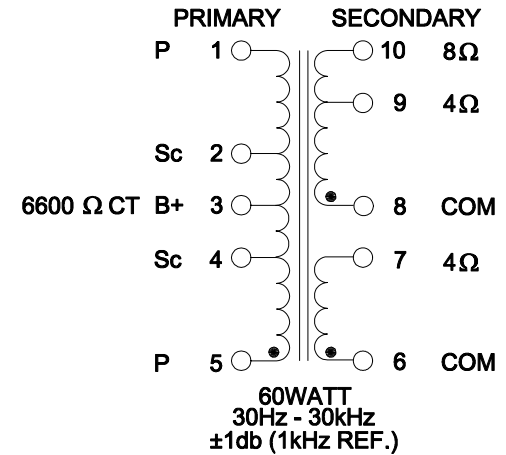 PRIMARY SECONDARY
P 1 10 8Ω
9 4Ω
Sc 2
6600 Ω CT B+ 3 8 COM
Sc 4 7 4Ω
P 5 6 COM
60WATT
30Hz - 30kHz
±1db (1kHz REF.)